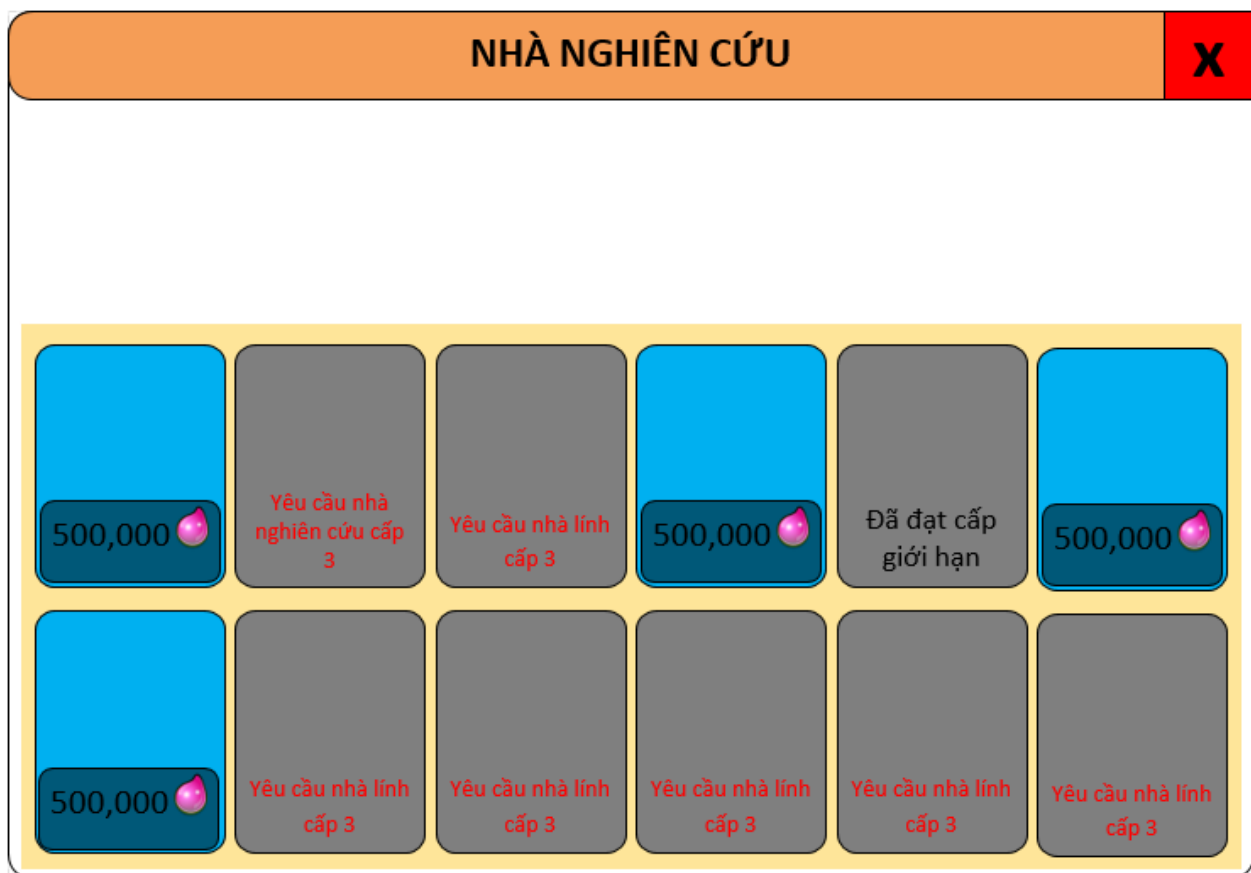 NHÀ NGHIÊN CỨU
X
500,000
Yêu cầu nhà
nghiên cứu cấp
3
Yêu cầu nhà lính
cấp 3
500,000
Đã đạt cấp
giới hạn
500,000
500,000
Yêu cầu nhà lính
cấp 3
Yêu cầu nhà lính
cấp 3
Yêu cầu nhà lính
cấp 3
Yêu cầu nhà lính
cấp 3
Yêu cầu nhà lính
cấp 3